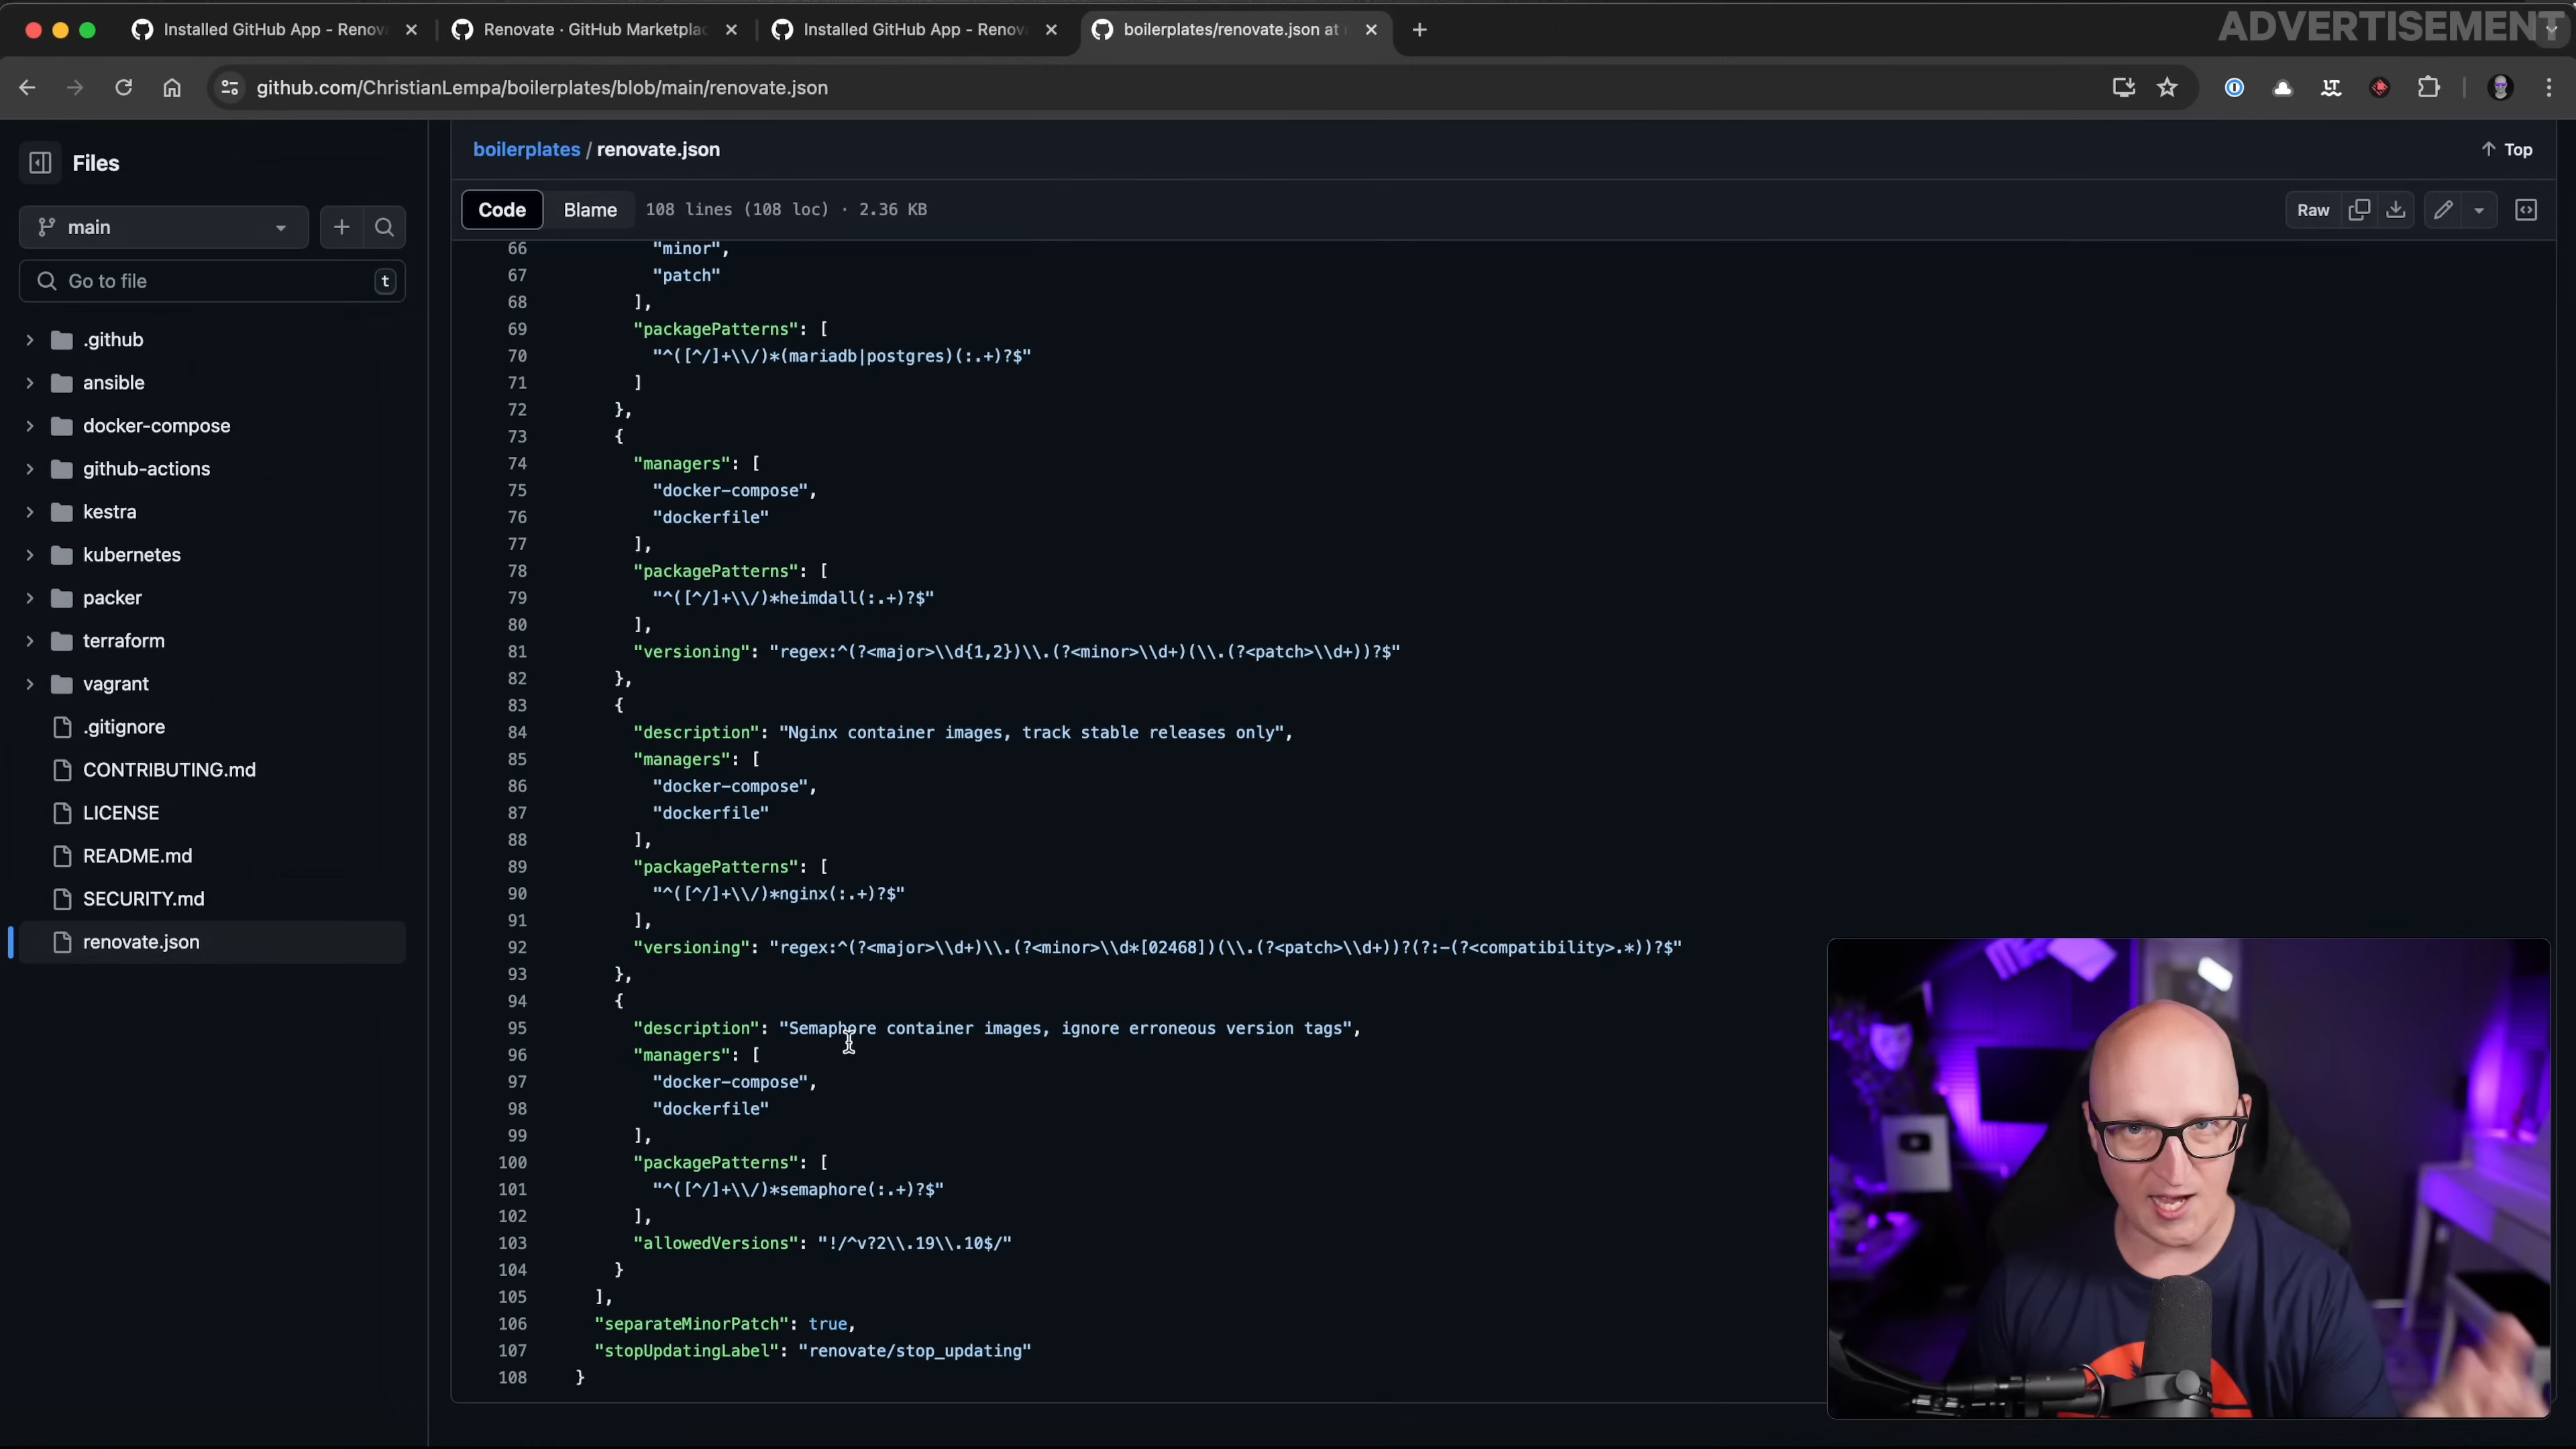 ADVERTISEMENT
Installed GitHub App - Renov
Renovate · GitHub Marketplac
Installed GitHub App - Renov
boilerplates/renovate.json at
github.com/ChristianLempa/boilerplates/blob/main/renovate.json
Files
main
Go to file
t
.github
ansible
docker-compose
github-actions
kestra
kubernetes
packer
terraform
vagrant
.gitignore
CONTRIBUTING.md
LICENSE
README.md
SECURITY.md
renovate.json
boilerplates / renovate.json
Top
Code Blame 108 lines (108 loc) · 2.36 KB
Raw
66 "minor",
67 "patch"
68 ],
69 "packagePatterns": [
70 "^([^/]+\\/)*(mariadb|postgres)(:.+)?$"
71 ]
72 },
73 {
74 "managers": [
75 "docker-compose",
76 "dockerfile"
77 ],
78 "packagePatterns": [
79 "^([^/]+\\/)*heimdall(:.+)?$"
80 ],
81 "versioning": "regex:^(?<major>\\d{1,2})\\.(?<minor>\\d+)(\\.(?<patch>\\d+))?$"
82 },
83 {
84 "description": "Nginx container images, track stable releases only",
85 "managers": [
86 "docker-compose",
87 "dockerfile"
88 ],
89 "packagePatterns": [
90 "^([^/]+\\/)*nginx(:.+)?$"
91 ],
92 "versioning": "regex:^(?<major>\\d+)\\.(?<minor>\\d*[02468])(\\.(?<patch>\\d+))?(?:-(?<compatibility>.*))?$"
93 },
94 {
95 "description": "Semaphore container images, ignore erroneous version tags",
96 "managers": [
97 "docker-compose",
98 "dockerfile"
99 ],
100 "packagePatterns": [
101 "^([^/]+\\/)*semaphore(:.+)?$"
102 ],
103 "allowedVersions": "!/^v?2\\.19\\.10$/"
104 }
105 ],
106 "separateMinorPatch": true,
107 "stopUpdatingLabel": "renovate/stop_updating"
108 }